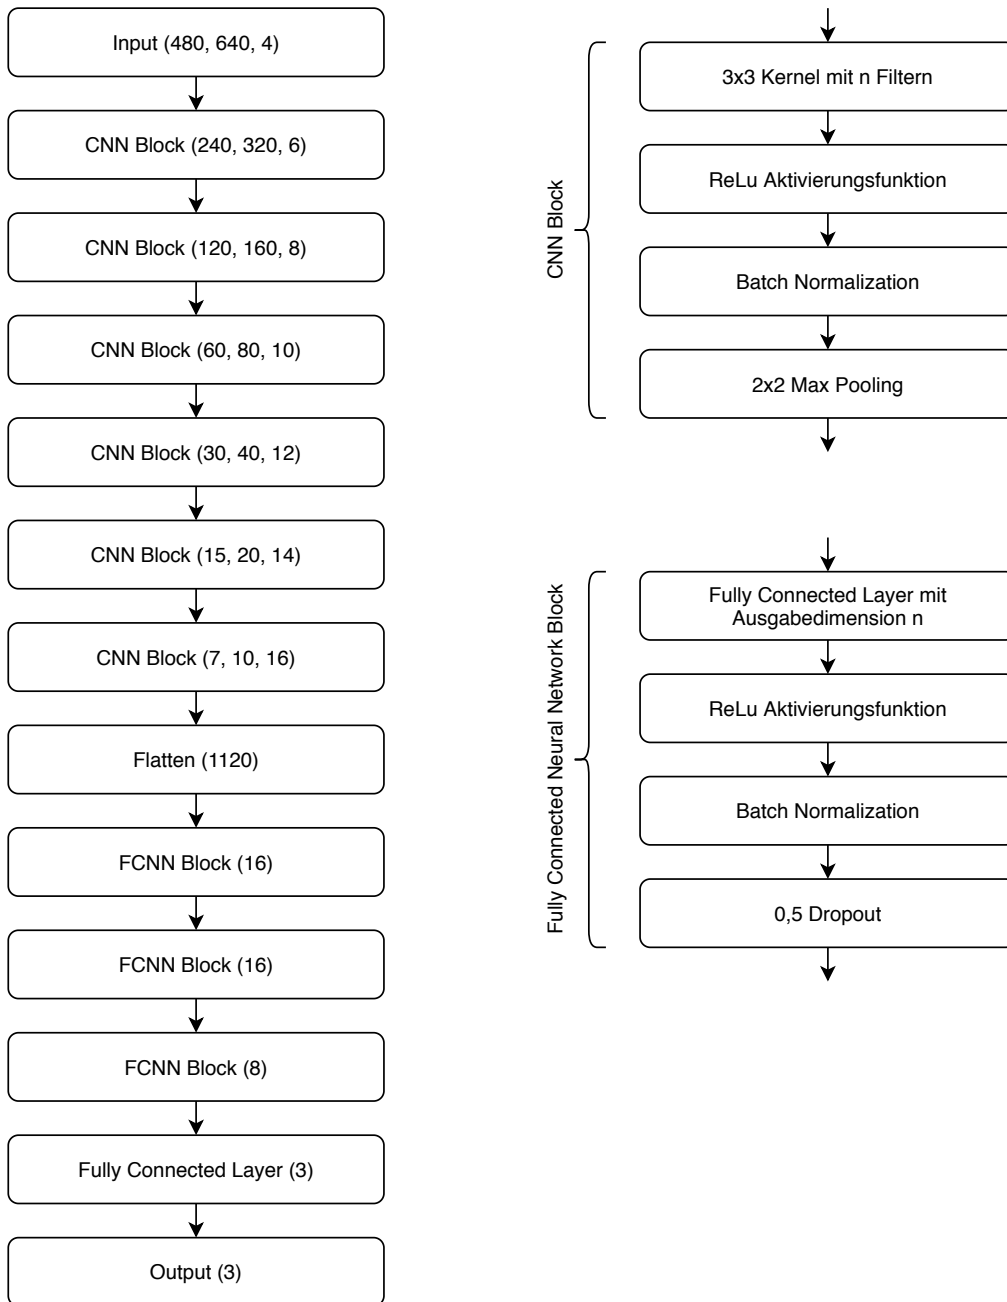 Input (480, 640, 4)
CNN Block (240, 320, 6)
CNN Block (120, 160, 8)
CNN Block (60, 80, 10)
CNN Block (30, 40, 12)
CNN Block (15, 20, 14)
CNN Block (7, 10, 16)
Flatten (1120)
FCNN Block (16)
FCNN Block (16)
FCNN Block (8)
Fully Connected Layer (3)
Output (3)
CNN Block
3x3 Kernel mit n Filtern
ReLu Aktivierungsfunktion
Batch Normalization
2x2 Max Pooling
Fully Connected Neural Network Block
Fully Connected Layer mit
Ausgabedimension n
ReLu Aktivierungsfunktion
Batch Normalization
0,5 Dropout